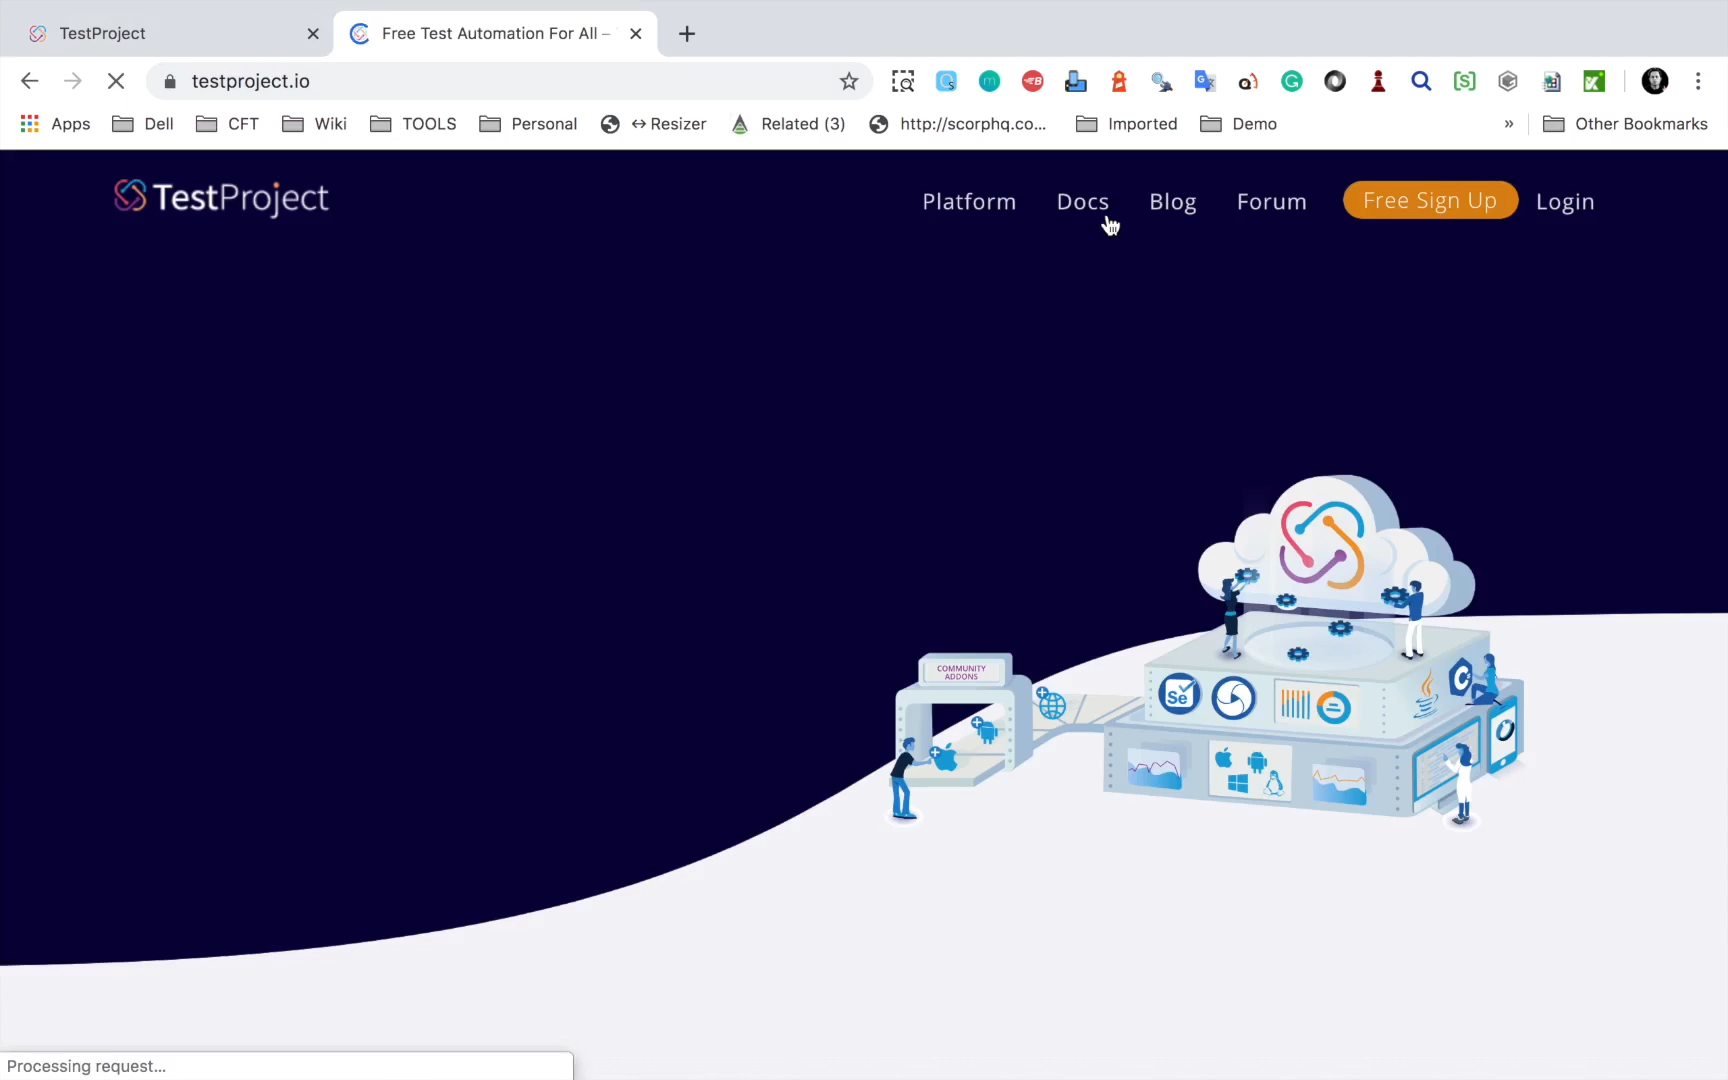 TestProject
Free Test Automation For All –
testproject.io
Apps
Dell
CFT
Wiki
TOOLS
Personal
↔ Resizer
Related (3)
http://scorphq.co...
Imported
Demo
»
Other Bookmarks
TestProject
Platform
Docs
Blog
Forum
Free Sign Up
Login
COMMUNITY
ADDONS
Se
C
Processing request...